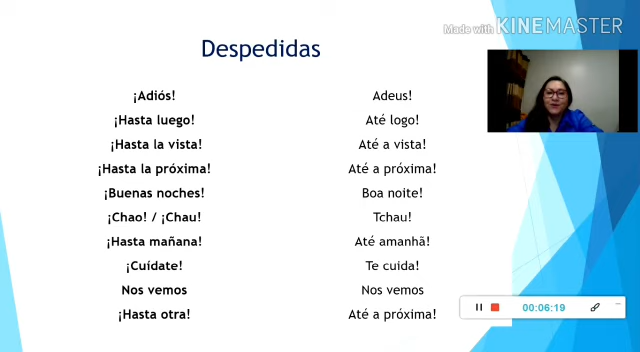 Made with KINEMASTER
Despedidas
¡Adiós! Adeus!
¡Hasta luego! Até logo!
¡Hasta la vista! Até a vista!
¡Hasta la próxima! Até a próxima!
¡Buenas noches! Boa noite!
¡Chao! / ¡Chau! Tchau!
¡Hasta mañana! Até amanhã!
¡Cuídate! Te cuida!
Nos vemos Nos vemos
00:06:19
¡Hasta otra! Até a próxima!